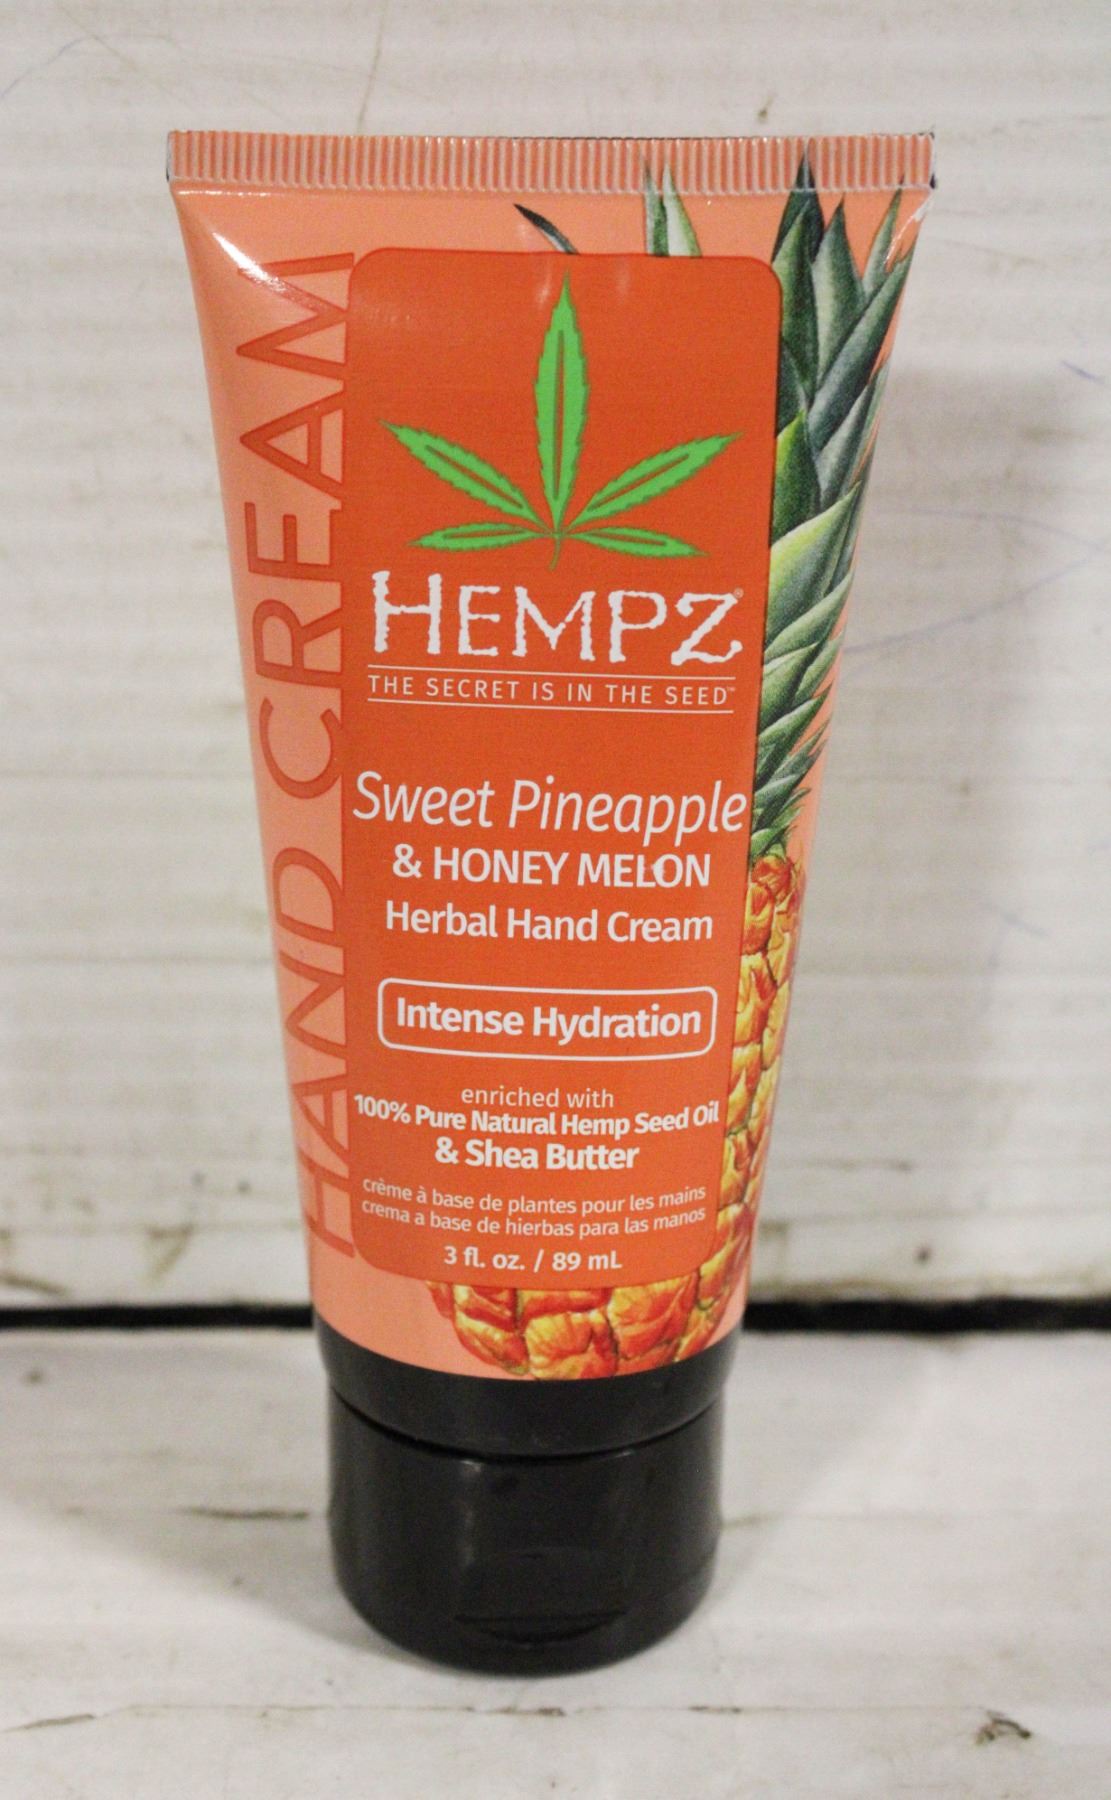 HAND CREAM
HEMPZ®
THE SECRET IS IN THE SEED™
Sweet Pineapple
& HONEY MELON
Herbal Hand Cream
Intense Hydration
enriched with
100% Pure Natural Hemp Seed Oil
& Shea Butter
crème à base de plantes pour les mains
crema a base de hierbas para las manos
3 fl. oz. / 89 mL